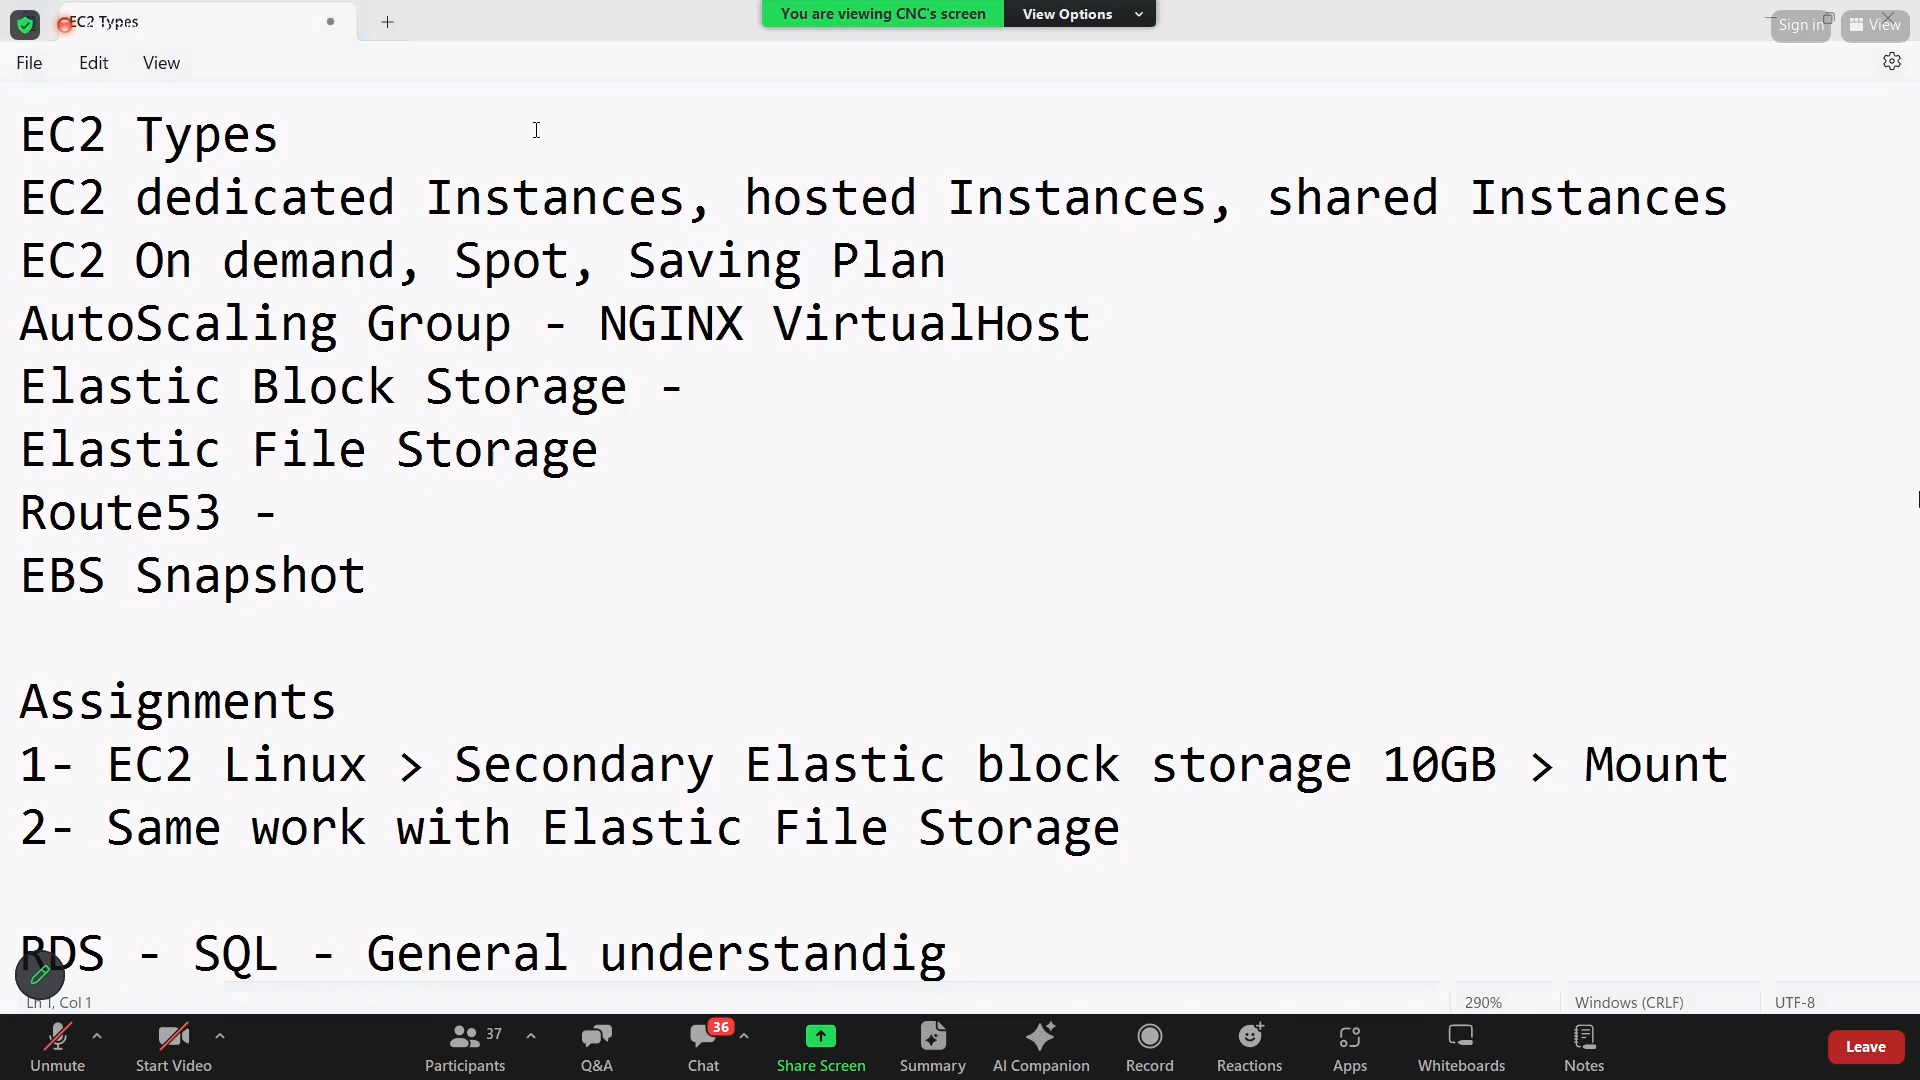 EC2 Types
You are viewing CNC's screen View Options
Sign in View
File Edit View
EC2 Types
EC2 dedicated Instances, hosted Instances, shared Instances
EC2 On demand, Spot, Saving Plan
AutoScaling Group - NGINX VirtualHost
Elastic Block Storage -
Elastic File Storage
Route53 -
EBS Snapshot
Assignments
1- EC2 Linux > Secondary Elastic block storage 10GB > Mount
2- Same work with Elastic File Storage
RDS - SQL - General understandig
Ln 1, Col 1 290% Windows (CRLF) UTF-8
37 36
Unmute Start Video Participants Q&A Chat Share Screen Summary AI Companion Record Reactions Apps Whiteboards Notes Leave